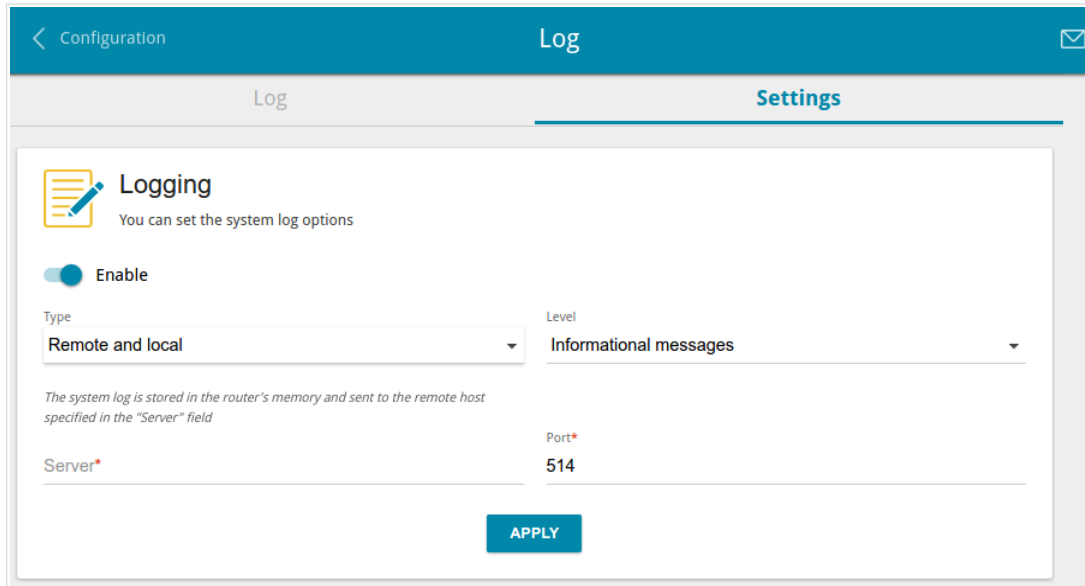 Configuration
Log
Log
Settings
Logging
You can set the system log options
Enable
Type
Level
Remote and local
Informational messages
The system log is stored in the router's memory and sent to the remote host
specified in the "Server" field
Port*
Server*
514
APPLY